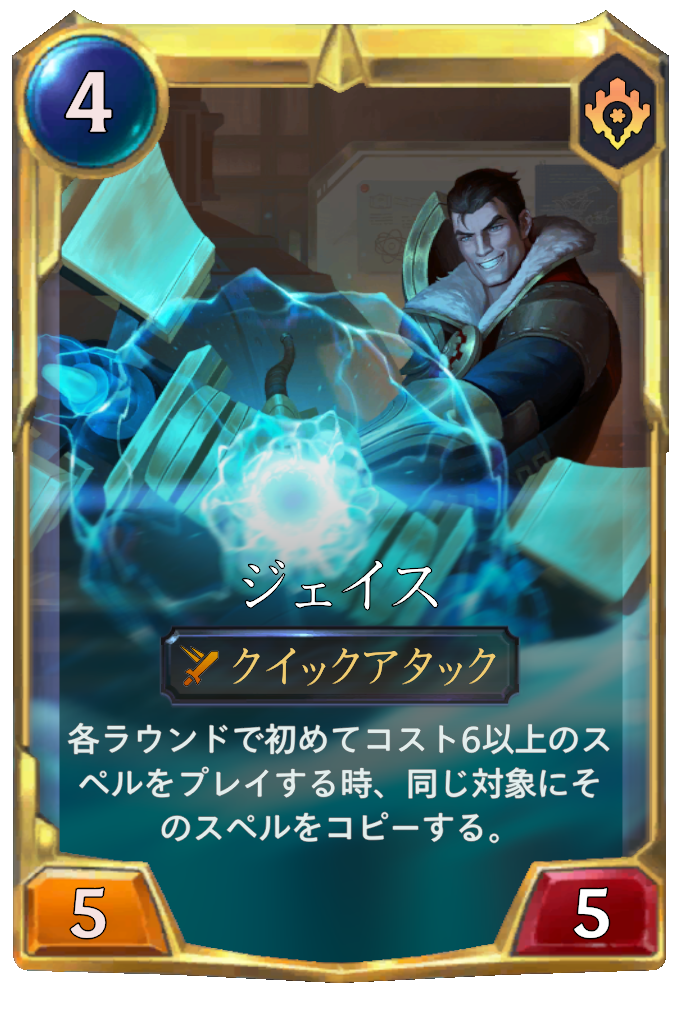 4
ジェイス
クイックアタック
各ラウンドで初めてコスト6以上のス
ペルをプレイする時、同じ対象にそ
のスペルをコピーする。
5
5